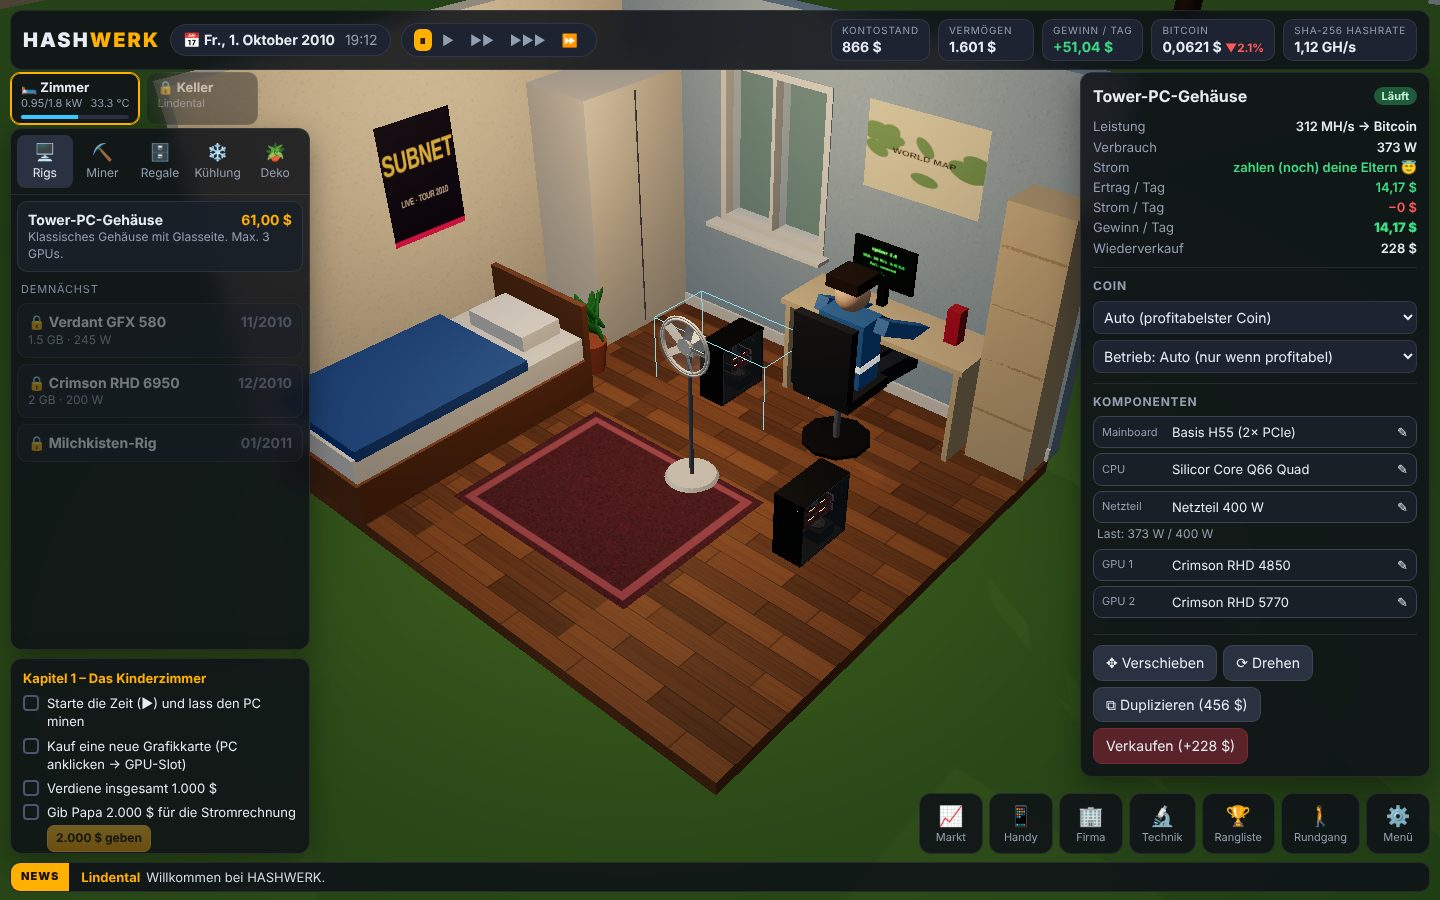 HASHWERK
Fr., 1. Oktober 2010 19:12
KONTOSTAND
866 $
VERMÖGEN
1.601 $
GEWINN / TAG
+51,04 $
BITCOIN
0,0621 $ ▼2.1%
SHA-256 HASHRATE
1,12 GH/s
Zimmer
0.95/1.8 kW 33.3 °C
Keller
Lindental
Rigs
Miner
Regale
Kühlung
Deko
Tower-PC-Gehäuse 61,00 $
Klassisches Gehäuse mit Glasseite. Max. 3
GPUs.
DEMNÄCHST
Verdant GFX 580 11/2010
1.5 GB · 245 W
Crimson RHD 6950 12/2010
2 GB · 200 W
Milchkisten-Rig 01/2011
Kapitel 1 – Das Kinderzimmer
Starte die Zeit (▶) und lass den PC
minen
Kauf eine neue Grafikkarte (PC
anklicken → GPU-Slot)
Verdiene insgesamt 1.000 $
Gib Papa 2.000 $ für die Stromrechnung
2.000 $ geben
SUBNET
LIVE · TOUR 2010
WORLD MAP
Tower-PC-Gehäuse Läuft
Leistung 312 MH/s → Bitcoin
Verbrauch 373 W
Strom zahlen (noch) deine Eltern 😇
Ertrag / Tag 14,17 $
Strom / Tag −0 $
Gewinn / Tag 14,17 $
Wiederverkauf 228 $
COIN
Auto (profitabelster Coin)
Betrieb: Auto (nur wenn profitabel)
KOMPONENTEN
Mainboard Basis H55 (2× PCIe)
CPU Silicor Core Q66 Quad
Netzteil Netzteil 400 W
Last: 373 W / 400 W
GPU 1 Crimson RHD 4850
GPU 2 Crimson RHD 5770
✥ Verschieben
⟳ Drehen
⧉ Duplizieren (456 $)
Verkaufen (+228 $)
Markt
Handy
Firma
Technik
Rangliste
Rundgang
Menü
NEWS Lindental Willkommen bei HASHWERK.